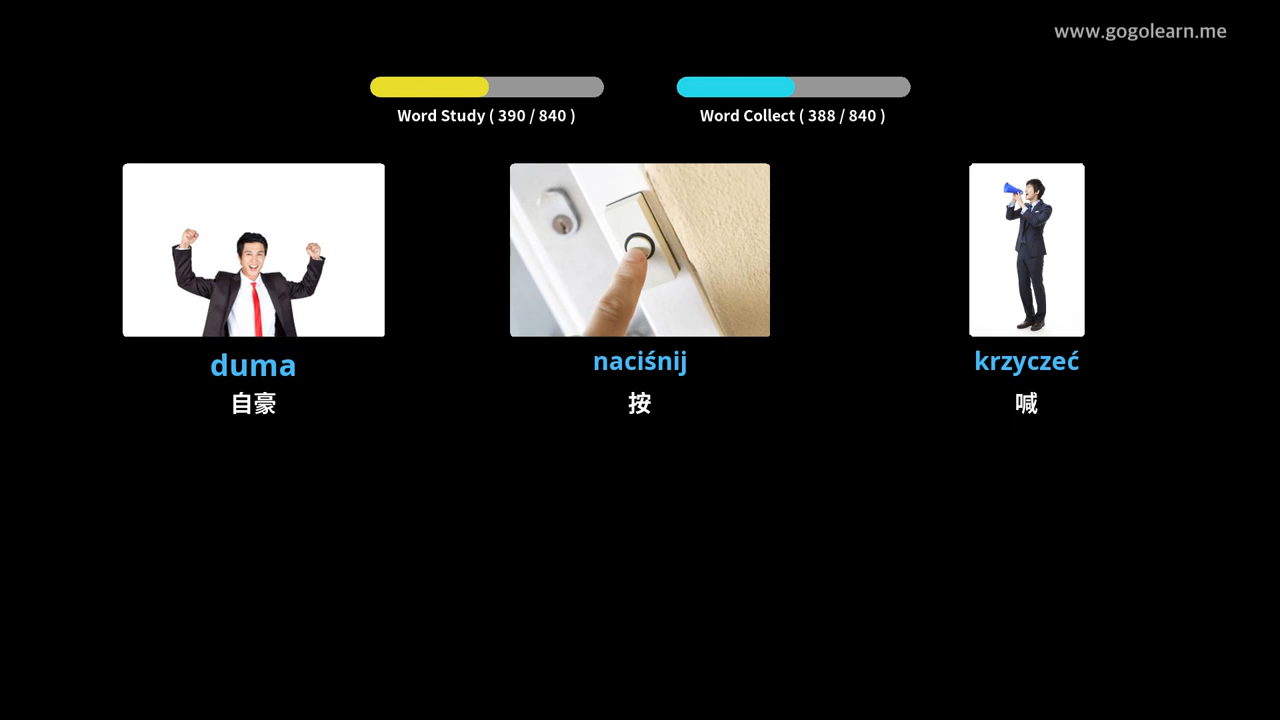 www.gogolearn.me
Word Study ( 390 / 840 )
Word Collect ( 388 / 840 )
duma
自豪
naciśnij
按
krzyczeć
喊